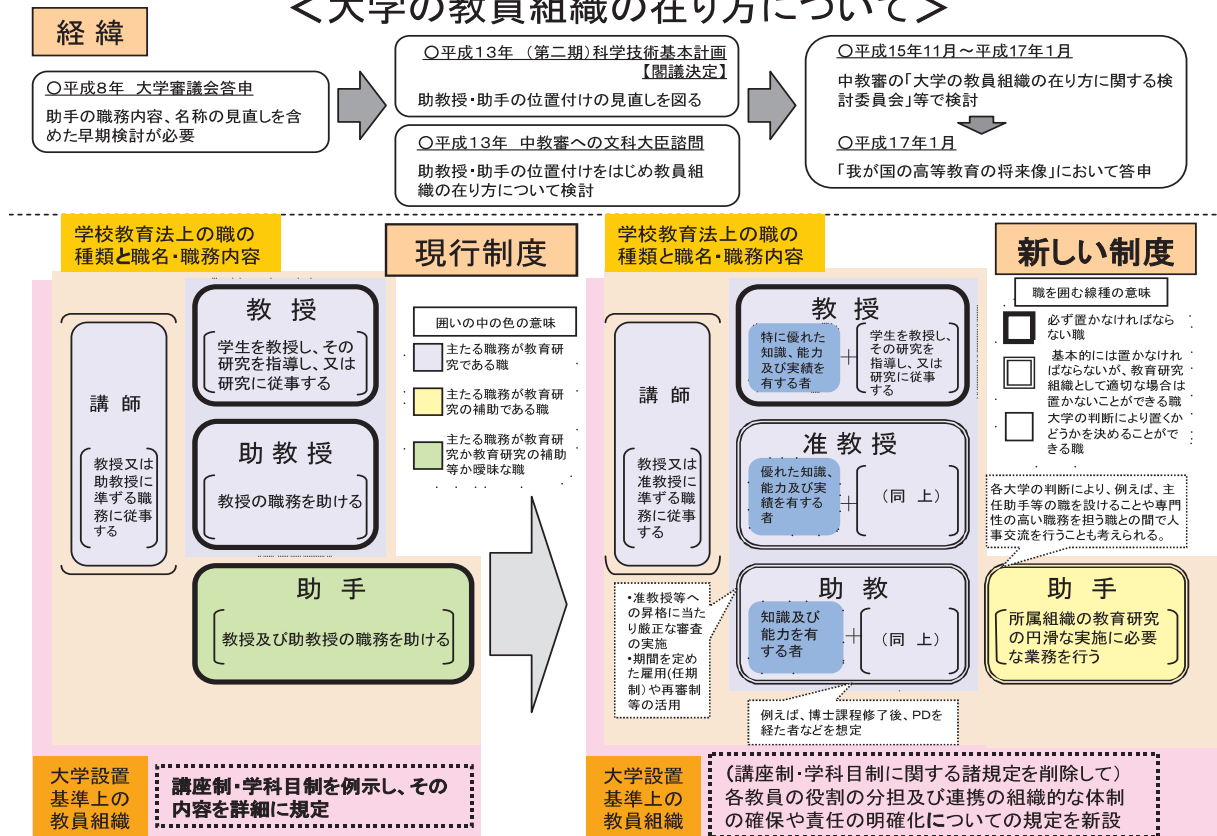 ＜大学の教員組織の在り方について＞
経 緯
○平成８年　大学審議会答申
助手の職務内容、名称の見直しを含
めた早期検討が必要
○平成１３年　（第二期）科学技術基本計画
【閣議決定】
助教授・助手の位置付けの見直しを図る
○平成１３年　中教審への文科大臣諮問
助教授・助手の位置付けをはじめ教員組
織の在り方について検討
○平成15年11月～平成17年１月
中教審の「大学の教員組織の在り方に関する検
討委員会」等で検討
○平成17年１月
「我が国の高等教育の将来像」において答申
学校教育法上の職の
種類と職名・職務内容
現行制度
教 授
学生を教授し、その
研究を指導し、又は
研究に従事する
講 師
教授又は
助教授に
準ずる職
務に従事
する
助 教 授
教授の職務を助ける
助 手
教授及び助教授の職務を助ける
囲いの中の色の意味
主たる職務が教育研
究である職
主たる職務が教育研
究の補助である職
主たる職務が教育研
究か教育研究の補助
等か曖昧な職
大学設置
基準上の
教員組織
講座制・学科目制を例示し、その
内容を詳細に規定
学校教育法上の職の
種類と職名・職務内容
新しい制度
教 授
特に優れた
知識、能力
及び実績を
有する者
＋
学生を教授し、
その研究を
指導し、又は
研究に従事
する
講 師
教授又は
准教授に
準ずる職
務に従事
する
准 教 授
優れた知識、
能力及び実
績を有する
者
＋
（同 上）
助 教
知識及び
能力を有
する者
＋
（同 上）
助 手
所属組織の教育研究
の円滑な実施に必要
な業務を行う
職を囲む線種の意味
必ず置かなければなら
ない職
基本的には置かなけれ
ばならないが、教育研究
組織として適切な場合は
置かないことができる職
大学の判断により置くか
どうかを決めることがで
きる職
各大学の判断により、例えば、主
任助手等の職を設けることや専門
性の高い職務を担う職との間で人
事交流を行うことも考えられる。
・准教授等へ
の昇格に当た
り厳正な審査
の実施
・期間を定め
た雇用(任期
制）や再審制
等の活用
例えば、博士課程修了後、PDを
経た者などを想定
大学設置
基準上の
教員組織
（講座制・学科目制に関する諸規定を削除して）
各教員の役割の分担及び連携の組織的な体制
の確保や責任の明確化についての規定を新設